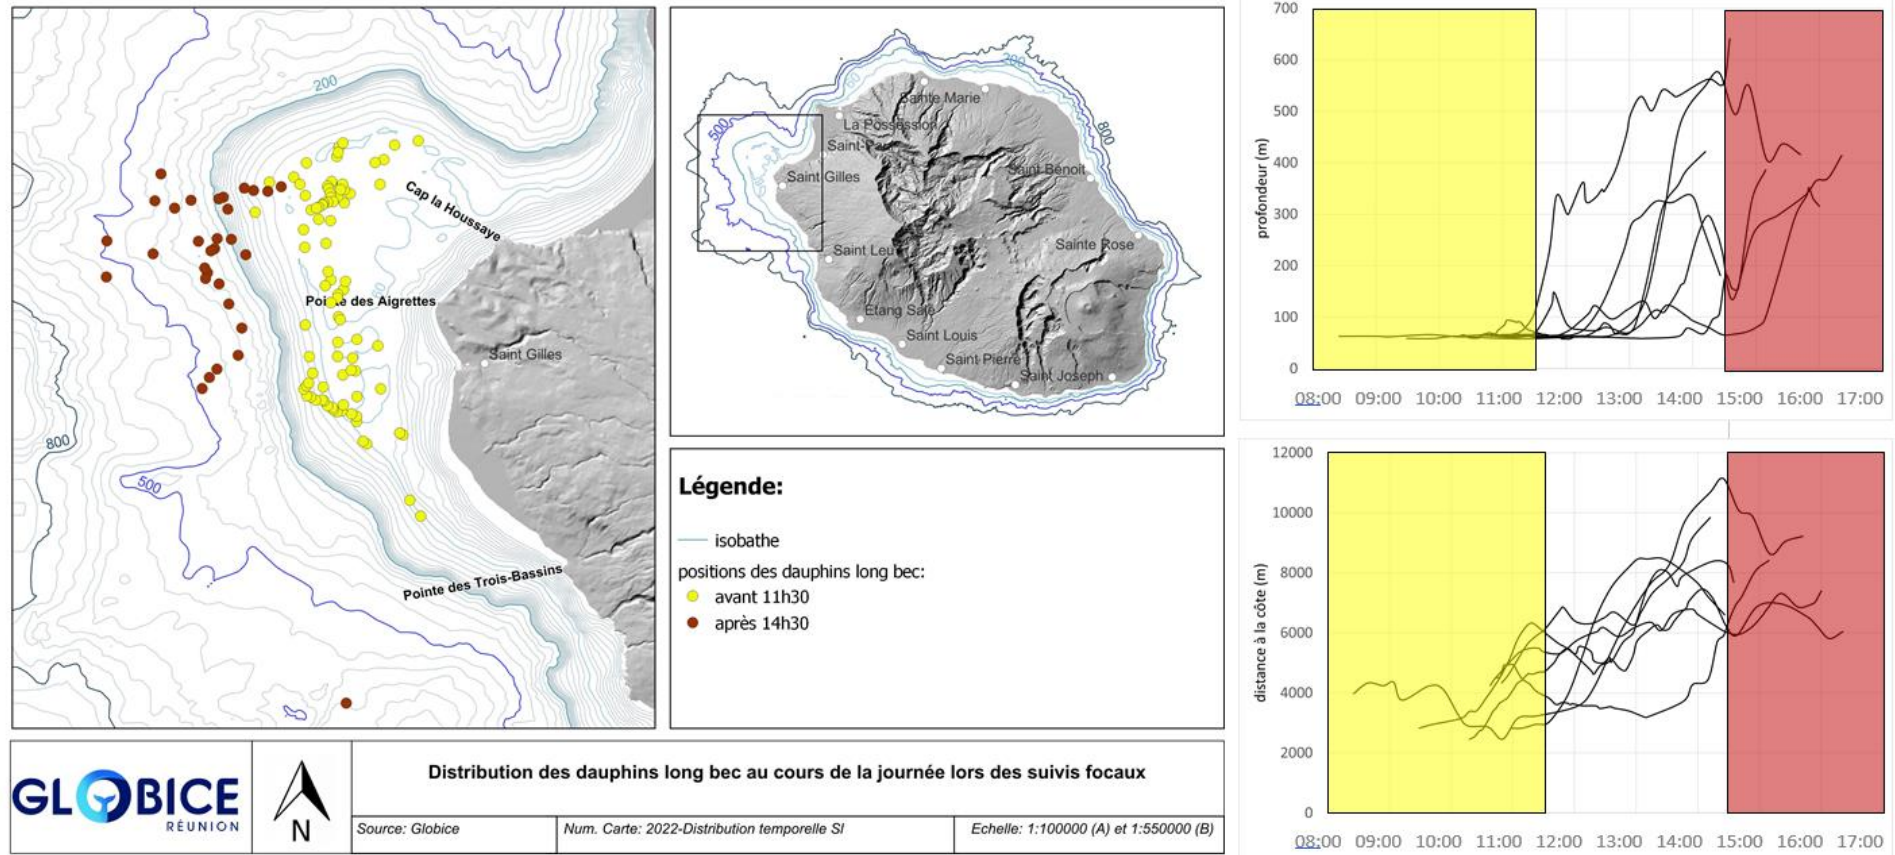 200
500
800
Cap la Houssaye
Pointe des Aigrettes
Saint Gilles
Pointe des Trois-Bassins
200
500
800
Sainte Marie
La Possession
Saint-Paul
Saint Gilles
Saint Benoit
Saint Leu
Sainte Rose
Etang Salé
Saint Louis
Saint Pierre
Saint Joseph
Légende:
isobathe
positions des dauphins long bec:
avant 11h30
après 14h30
GLOBICE
RÉUNION
N
Distribution des dauphins long bec au cours de la journée lors des suivis focaux
Source: Globice
Num. Carte: 2022-Distribution temporelle SI
Echelle: 1:100000 (A) et 1:550000 (B)
profondeur (m)
700
600
500
400
300
200
100
0
08:00 09:00 10:00 11:00 12:00 13:00 14:00 15:00 16:00 17:00
distance à la côte (m)
12000
10000
8000
6000
4000
2000
0
08:00 09:00 10:00 11:00 12:00 13:00 14:00 15:00 16:00 17:00